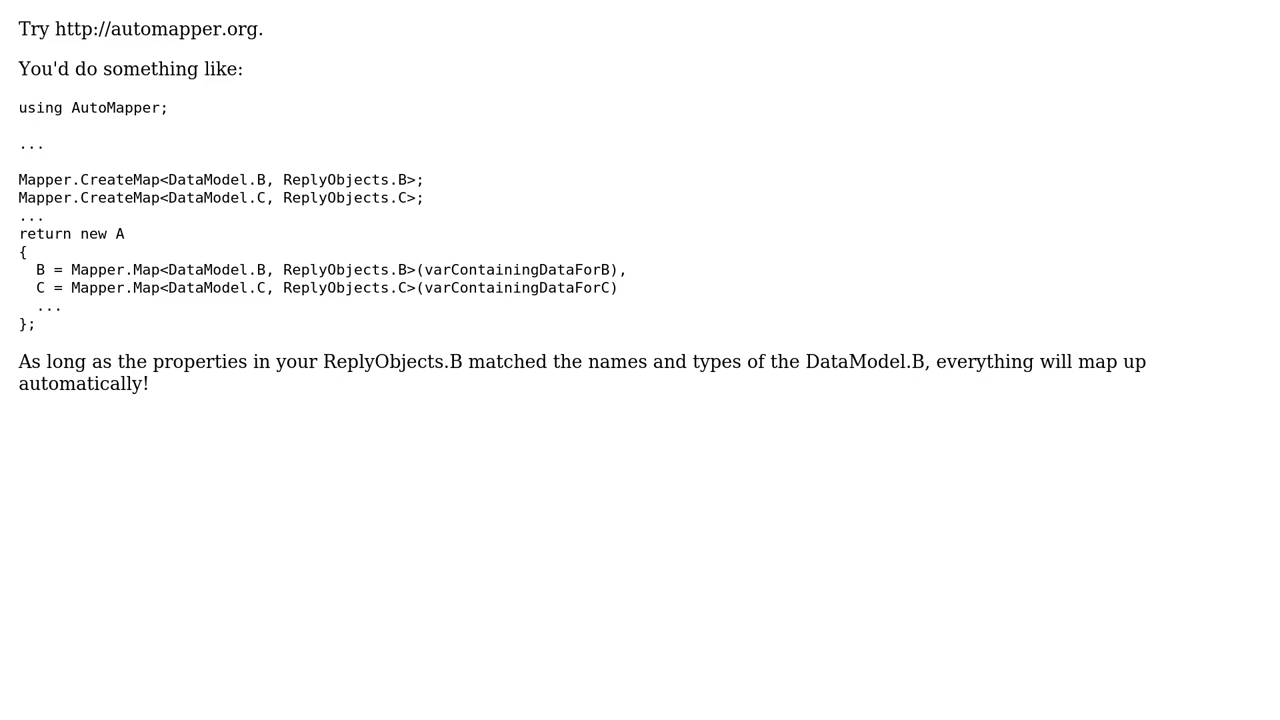 Try http://automapper.org.
You'd do something like:
using AutoMapper;
...
Mapper.CreateMap<DataModel.B, ReplyObjects.B>;
Mapper.CreateMap<DataModel.C, ReplyObjects.C>;
...
return new A
{
  B = Mapper.Map<DataModel.B, ReplyObjects.B>(varContainingDataForB),
  C = Mapper.Map<DataModel.C, ReplyObjects.C>(varContainingDataForC)
  ...
};
As long as the properties in your ReplyObjects.B matched the names and types of the DataModel.B, everything will map up
automatically!